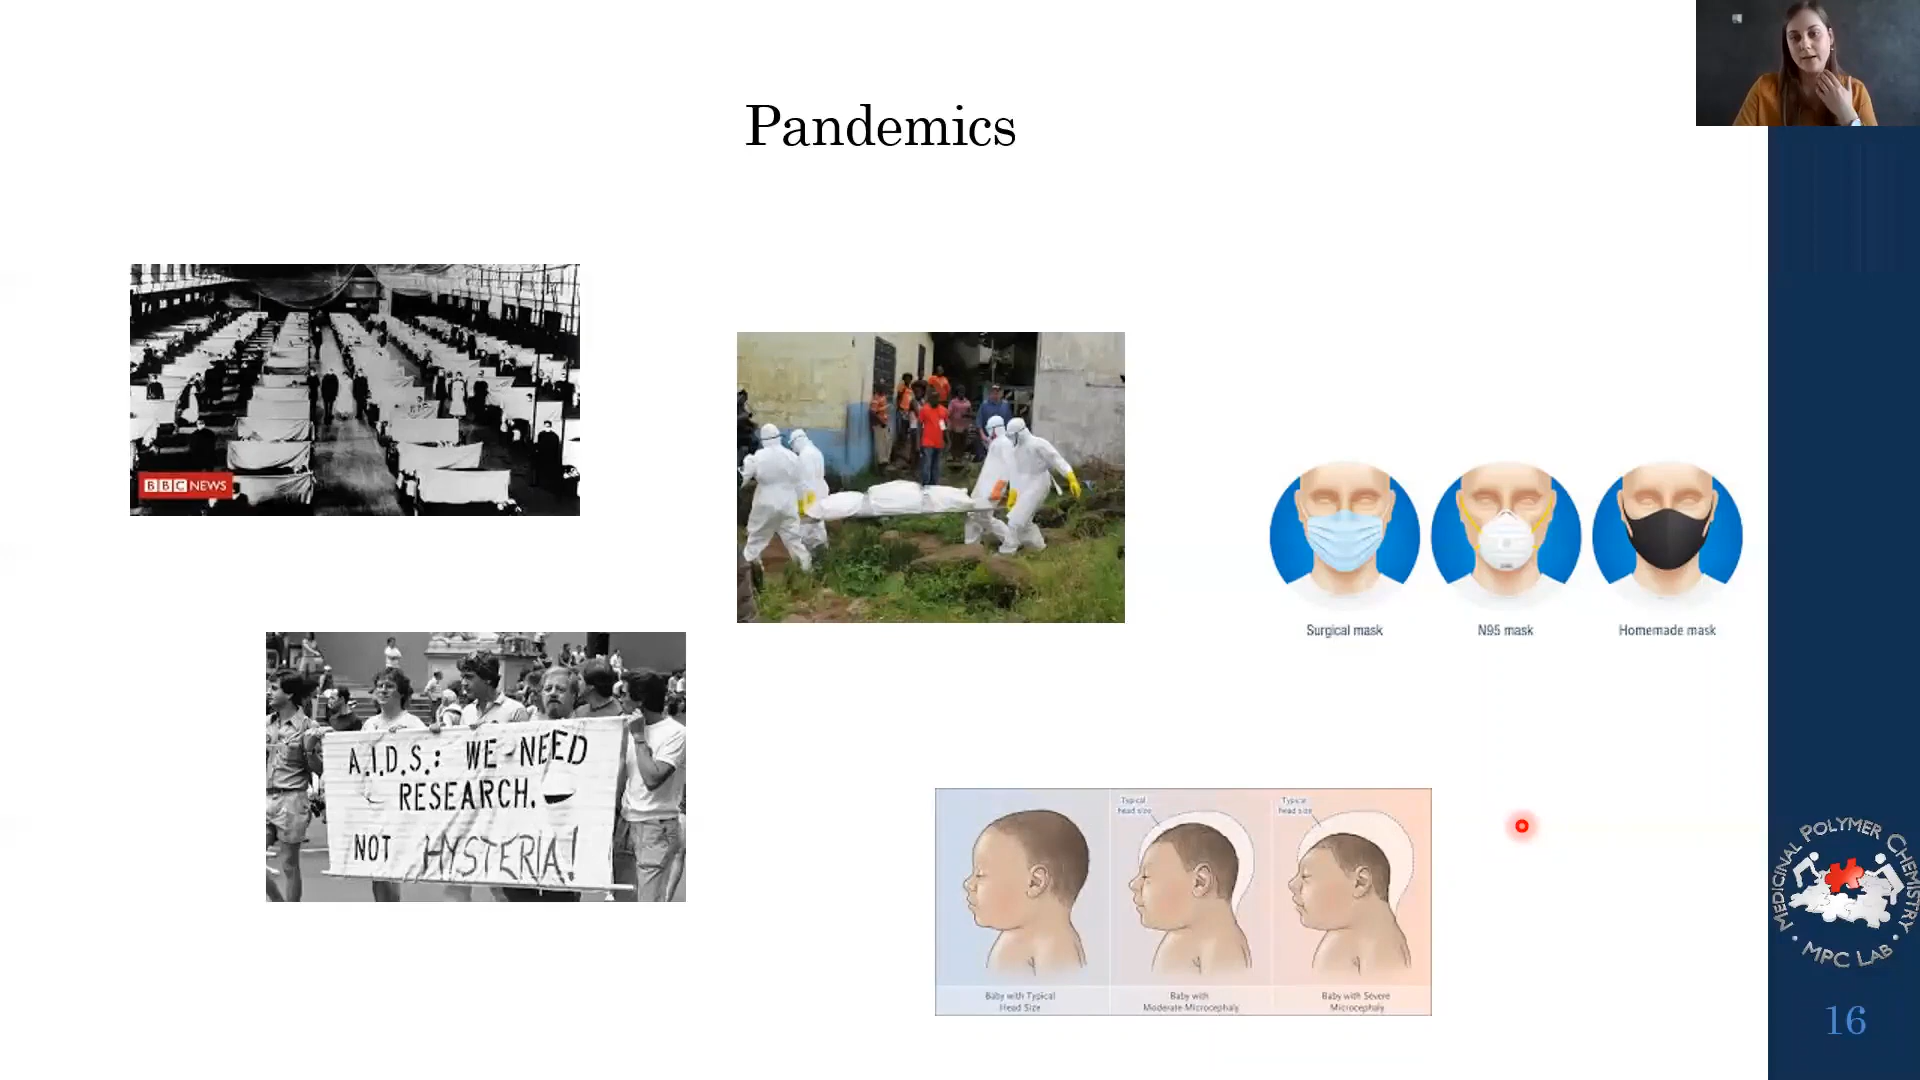 Pandemics
BBC NEWS
A.I.D.S.: WE NEED
RESEARCH.
NOT HYSTERIA!
Surgical mask
N95 mask
Homemade mask
Typical
head size
Typical
head size
Baby with Typical
Head Size
Baby with
Moderate Microcephaly
Baby with Severe
Microcephaly
MEDICINAL POLYMER CHEMISTRY
• MPC LAB •
16